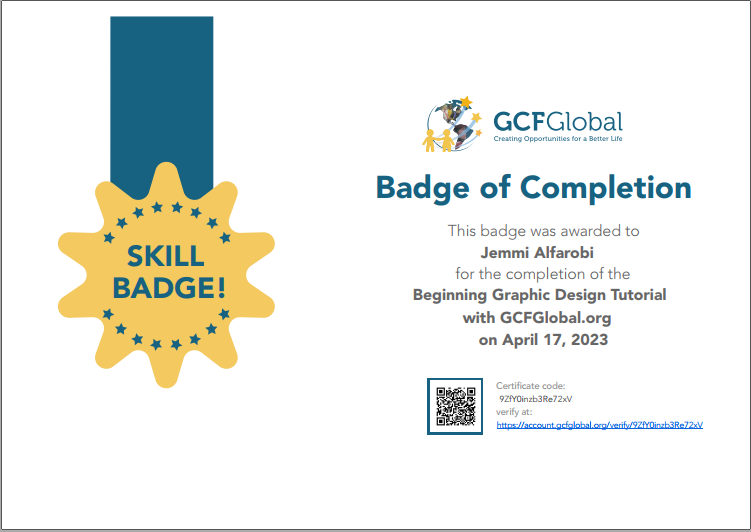 GCFGlobal
Creating Opportunities for a Better Life
Badge of Completion
This badge was awarded to
Jemmi Alfarobi
for the completion of the
Beginning Graphic Design Tutorial
with GCFGlobal.org
on April 17, 2023
SKILL
BADGE!
Certificate code:
9ZfY0inzb3Re72xV
verify at:
https://account.gcfglobal.org/verify/9ZfY0inzb3Re72xV